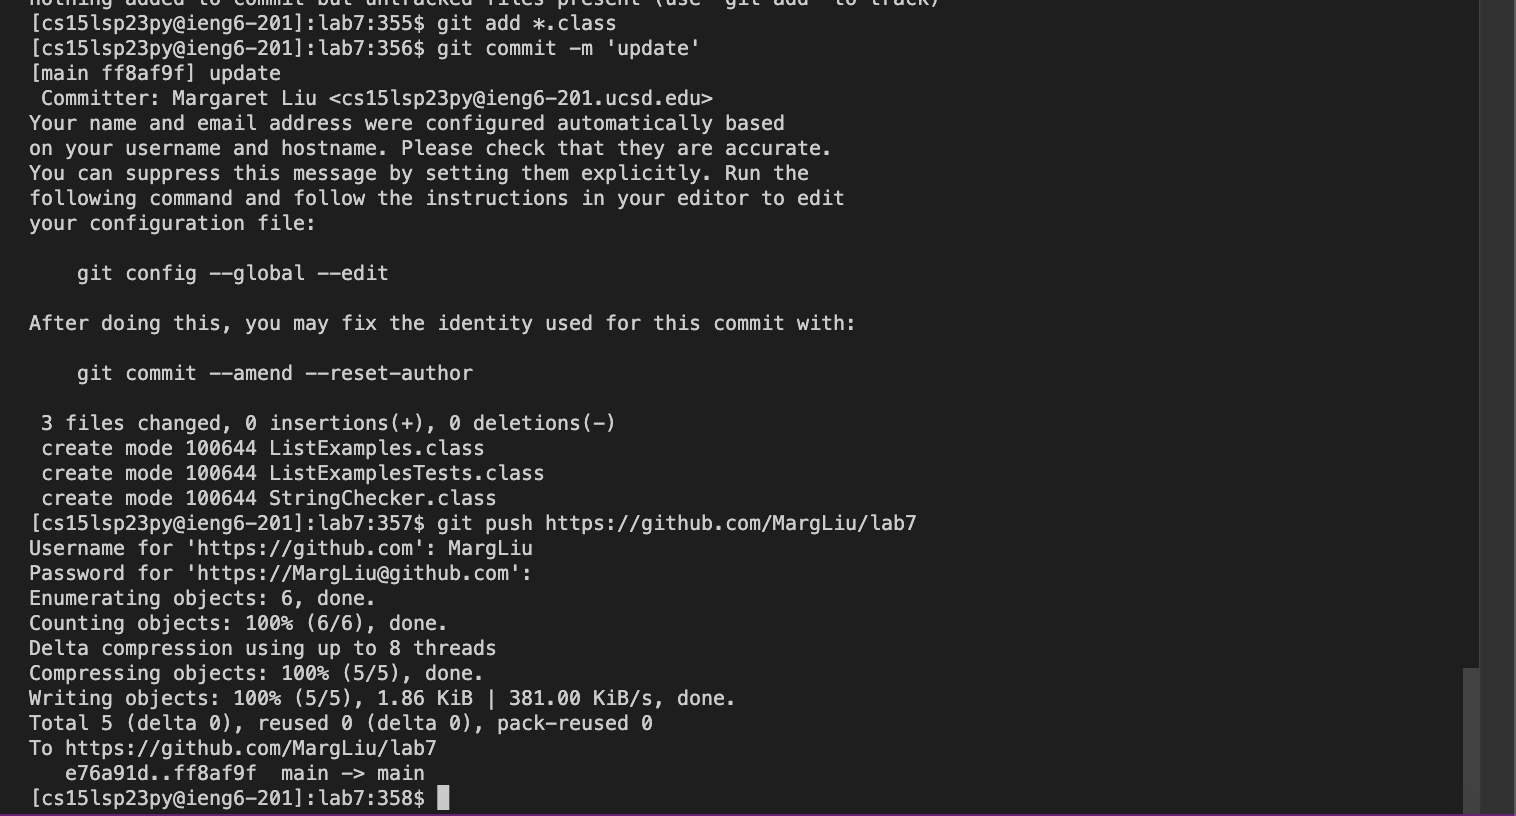 nothing added to commit but untracked files present (use "git add" to track)
[cs15lsp23py@ieng6-201]:lab7:355$ git add *.class
[cs15lsp23py@ieng6-201]:lab7:356$ git commit -m 'update'
[main ff8af9f] update
 Committer: Margaret Liu <cs15lsp23py@ieng6-201.ucsd.edu>
Your name and email address were configured automatically based
on your username and hostname. Please check that they are accurate.
You can suppress this message by setting them explicitly. Run the
following command and follow the instructions in your editor to edit
your configuration file:

    git config --global --edit

After doing this, you may fix the identity used for this commit with:

    git commit --amend --reset-author

 3 files changed, 0 insertions(+), 0 deletions(-)
 create mode 100644 ListExamples.class
 create mode 100644 ListExamplesTests.class
 create mode 100644 StringChecker.class
[cs15lsp23py@ieng6-201]:lab7:357$ git push https://github.com/MargLiu/lab7
Username for 'https://github.com': MargLiu
Password for 'https://MargLiu@github.com':
Enumerating objects: 6, done.
Counting objects: 100% (6/6), done.
Delta compression using up to 8 threads
Compressing objects: 100% (5/5), done.
Writing objects: 100% (5/5), 1.86 KiB | 381.00 KiB/s, done.
Total 5 (delta 0), reused 0 (delta 0), pack-reused 0
To https://github.com/MargLiu/lab7
   e76a91d..ff8af9f  main -> main
[cs15lsp23py@ieng6-201]:lab7:358$